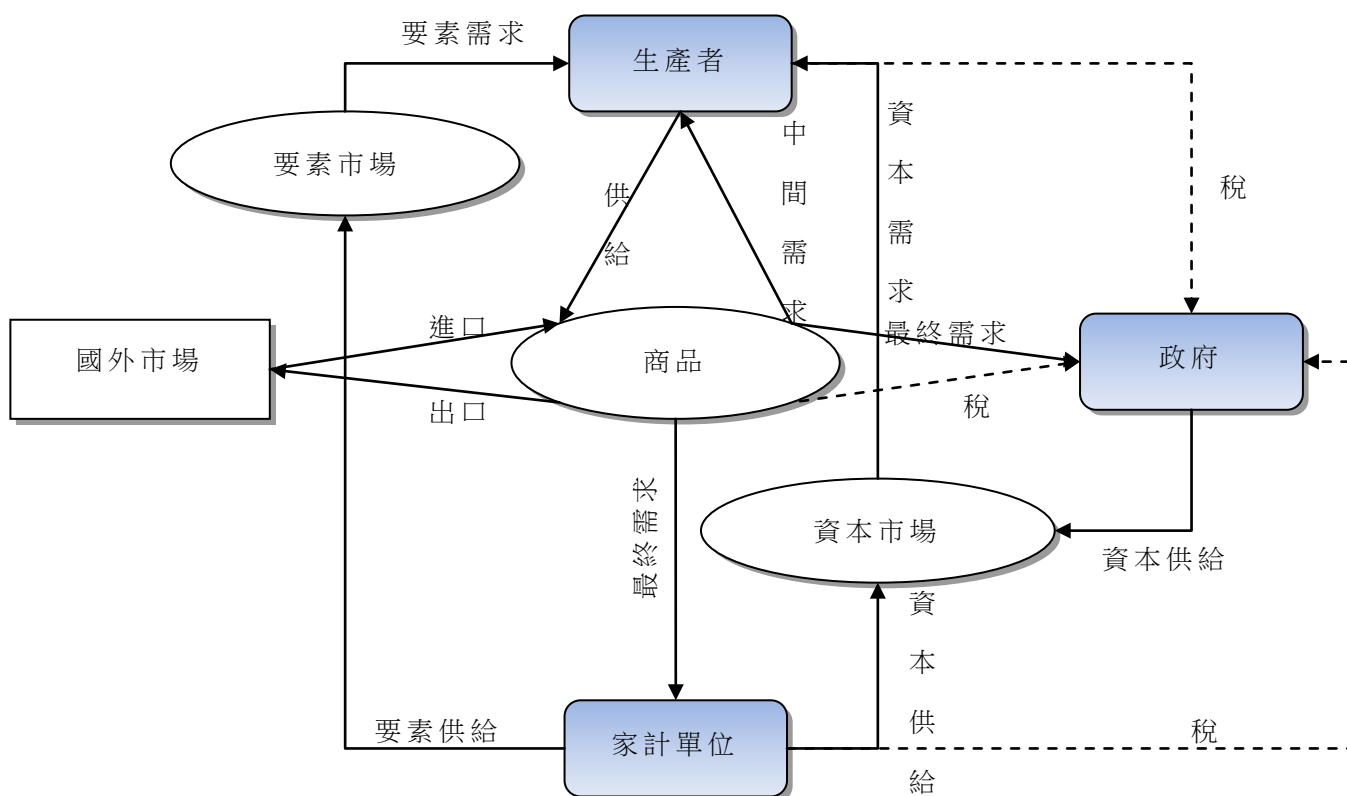 要素需求
生產者
資本需求
中間需求
要素市場
供給
稅
進口
最終需求
國外市場
商品
政府
出口
稅
最終需求
資本市場
資本供給
資本供給
要素供給
家計單位
稅